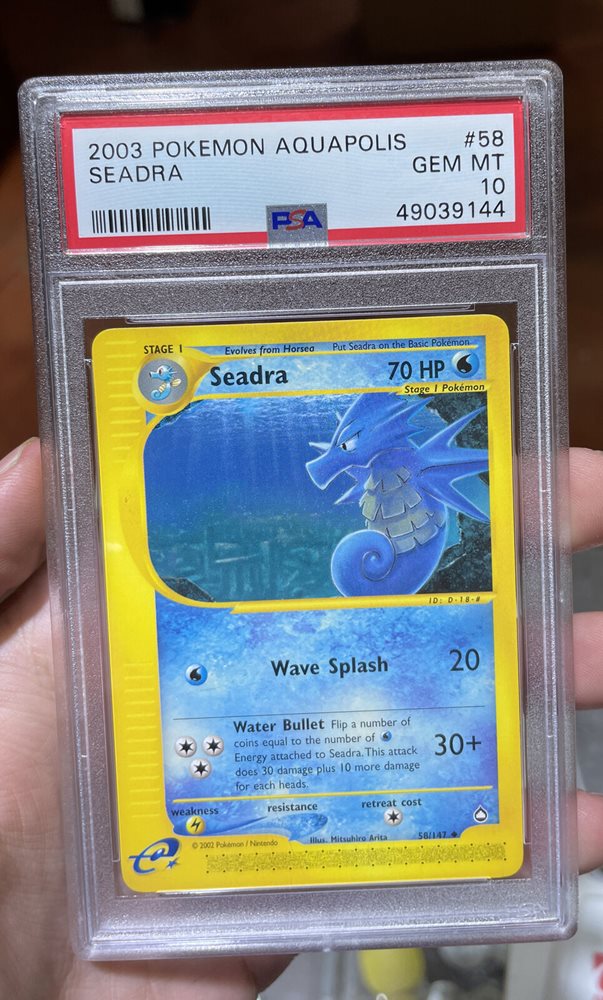 2003 POKEMON AQUAPOLIS #58
SEADRA GEM MT
10
PSA 49039144
STAGE 1 Evolves from Horsea Put Seadra on the Basic Pokémon
Seadra 70 HP
Stage 1 Pokémon
ID: D-18-#
Wave Splash 20
Water Bullet Flip a number of
coins equal to the number of
Energy attached to Seadra. This attack
does 30 damage plus 10 more damage
for each heads.
30+
weakness resistance retreat cost
© 2002 Pokémon / Nintendo Illus. Mitsuhiro Arita 58/147
e